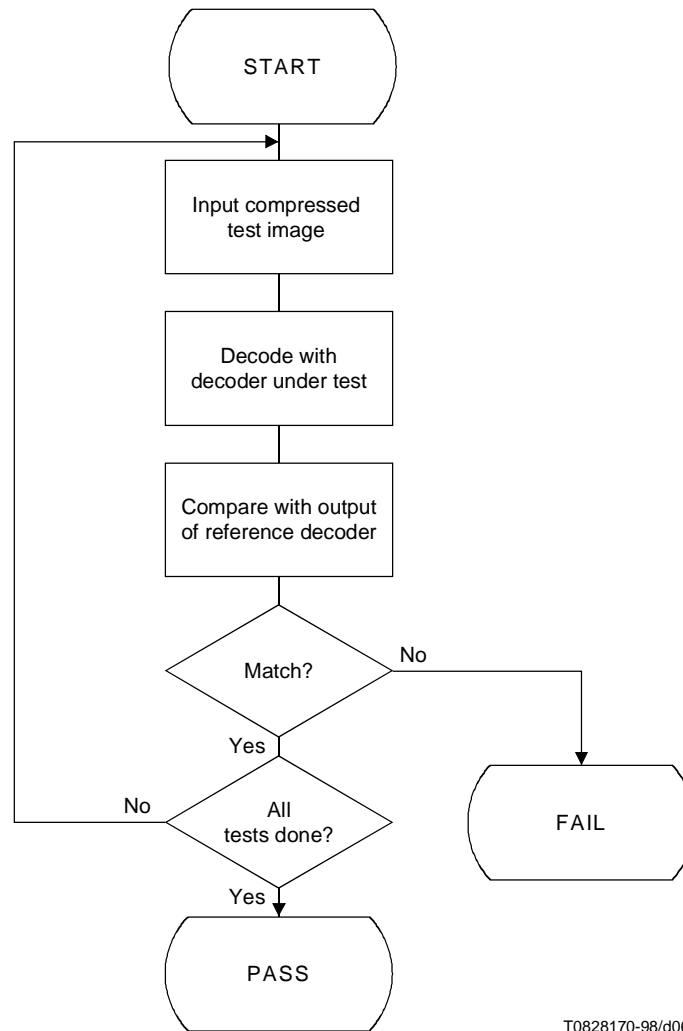 START
Input compressed
test image
Decode with
decoder under test
Compare with output
of reference decoder
Match?
No
Yes
All
tests done?
No
FAIL
Yes
PASS